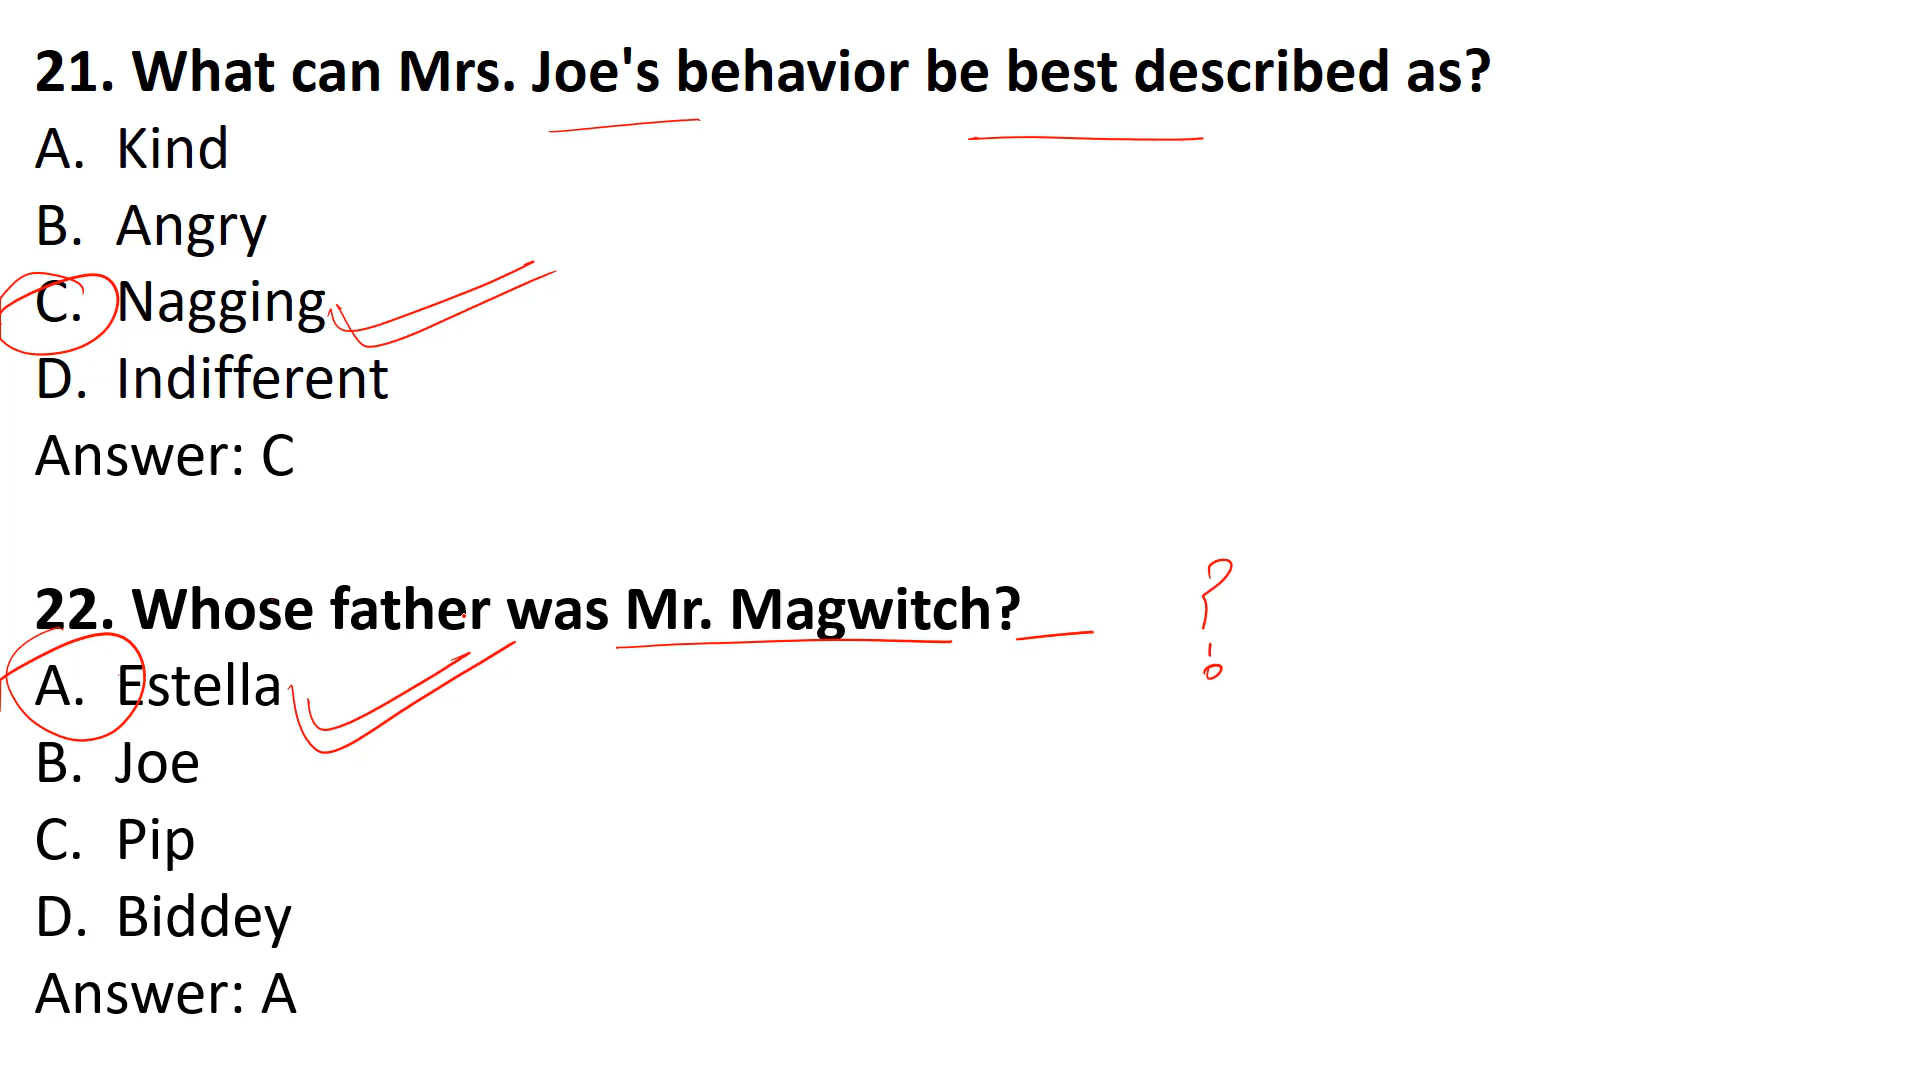 21. What can Mrs. Joe's behavior be best described as?
A. Kind
B. Angry
C. Nagging
D. Indifferent
Answer: C
22. Whose father was Mr. Magwitch?
?
A. Estella
B. Joe
C. Pip
D. Biddey
Answer: A